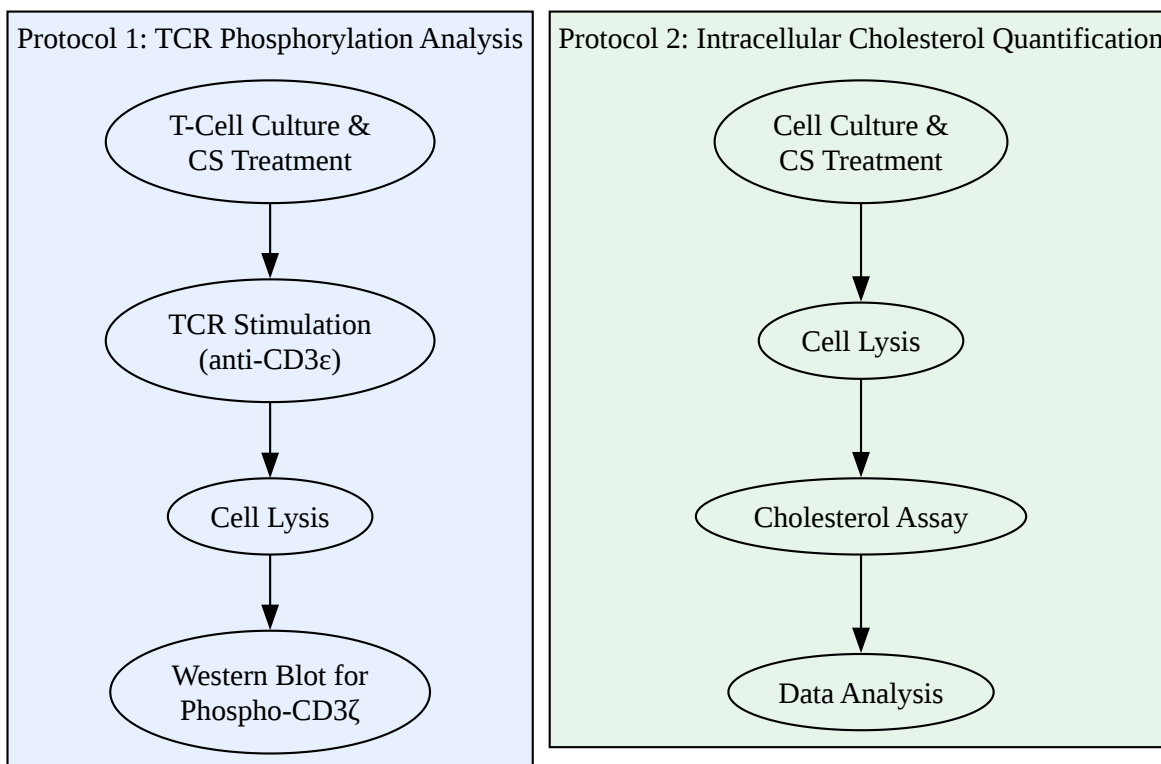 Protocol 1: TCR Phosphorylation Analysis
T-Cell Culture &
CS Treatment
TCR Stimulation
(anti-CD3ε)
Cell Lysis
Western Blot for
Phospho-CD3ζ
Protocol 2: Intracellular Cholesterol Quantification
Cell Culture &
CS Treatment
Cell Lysis
Cholesterol Assay
Data Analysis